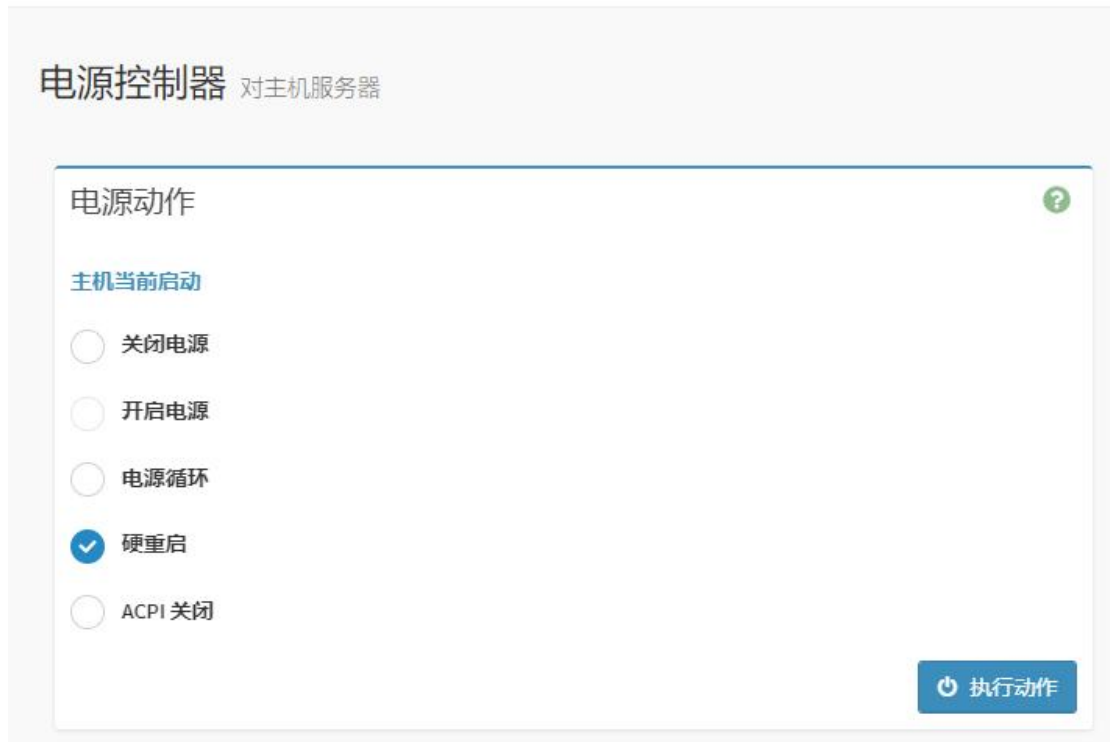 电源控制器 对主机服务器
电源动作
主机当前启动
关闭电源
开启电源
电源循环
硬重启
ACPI 关闭
执行动作